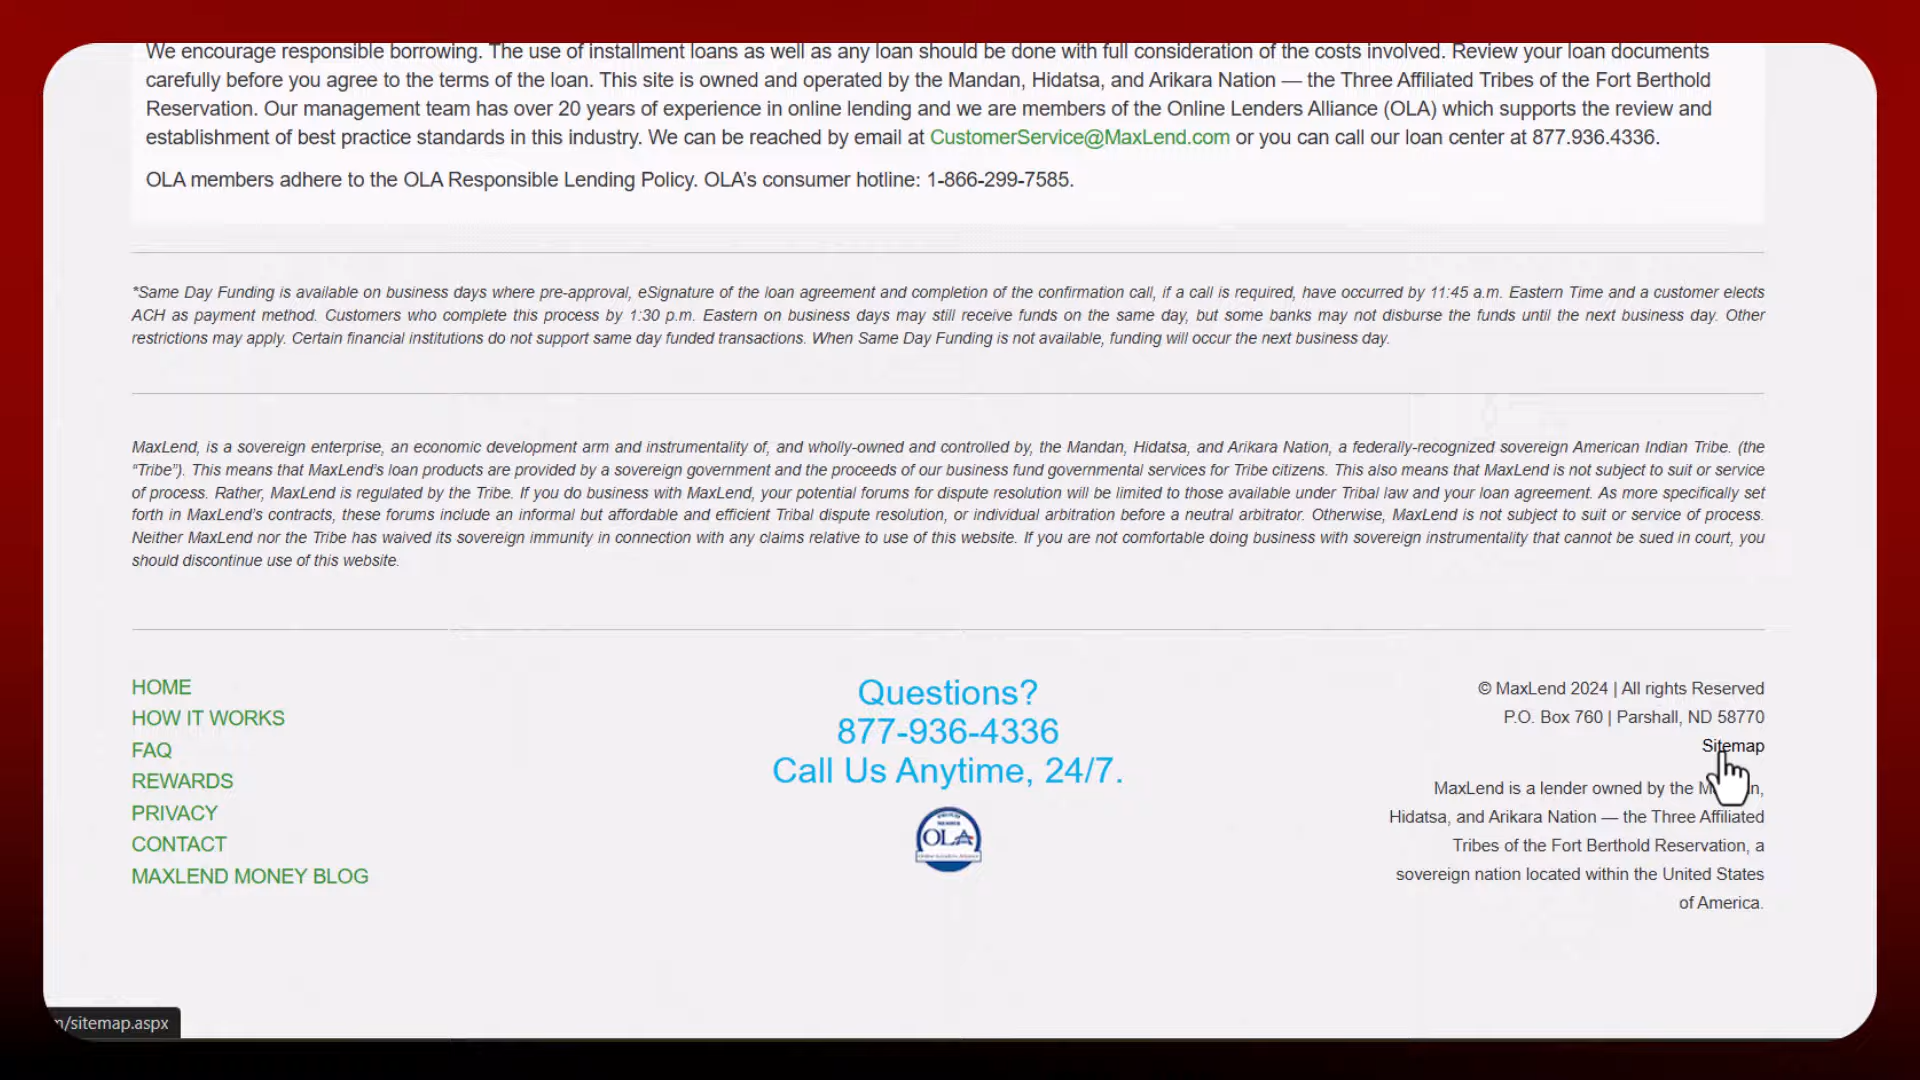 We encourage responsible borrowing. The use of installment loans as well as any loan should be done with full consideration of the costs involved. Review your loan documents
carefully before you agree to the terms of the loan. This site is owned and operated by the Mandan, Hidatsa, and Arikara Nation — the Three Affiliated Tribes of the Fort Berthold
Reservation. Our management team has over 20 years of experience in online lending and we are members of the Online Lenders Alliance (OLA) which supports the review and
establishment of best practice standards in this industry. We can be reached by email at CustomerService@MaxLend.com or you can call our loan center at 877.936.4336.
OLA members adhere to the OLA Responsible Lending Policy. OLA’s consumer hotline: 1-866-299-7585.
*Same Day Funding is available on business days where pre-approval, eSignature of the loan agreement and completion of the confirmation call, if a call is required, have occurred by 11:45 a.m. Eastern Time and a customer elects
ACH as payment method. Customers who complete this process by 1:30 p.m. Eastern on business days may still receive funds on the same day, but some banks may not disburse the funds until the next business day. Other
restrictions may apply. Certain financial institutions do not support same day funded transactions. When Same Day Funding is not available, funding will occur the next business day.
MaxLend, is a sovereign enterprise, an economic development arm and instrumentality of, and wholly-owned and controlled by, the Mandan, Hidatsa, and Arikara Nation, a federally-recognized sovereign American Indian Tribe. (the
“Tribe”). This means that MaxLend’s loan products are provided by a sovereign government and the proceeds of our business fund governmental services for Tribe citizens. This also means that MaxLend is not subject to suit or service
of process. Rather, MaxLend is regulated by the Tribe. If you do business with MaxLend, your potential forums for dispute resolution will be limited to those available under Tribal law and your loan agreement. As more specifically set
forth in MaxLend’s contracts, these forums include an informal but affordable and efficient Tribal dispute resolution, or individual arbitration before a neutral arbitrator. Otherwise, MaxLend is not subject to suit or service of process.
Neither MaxLend nor the Tribe has waived its sovereign immunity in connection with any claims relative to use of this website. If you are not comfortable doing business with sovereign instrumentality that cannot be sued in court, you
should discontinue use of this website.
HOME
HOW IT WORKS
FAQ
REWARDS
PRIVACY
CONTACT
MAXLEND MONEY BLOG
Questions?
877-936-4336
Call Us Anytime, 24/7.
OLA
© MaxLend 2024 | All rights Reserved
P.O. Box 760 | Parshall, ND 58770
Sitemap
MaxLend is a lender owned by the
Hidatsa, and Arikara Nation — the Three Affiliated
Tribes of the Fort Berthold Reservation, a
sovereign nation located within the United States
of America.
/sitemap.aspx